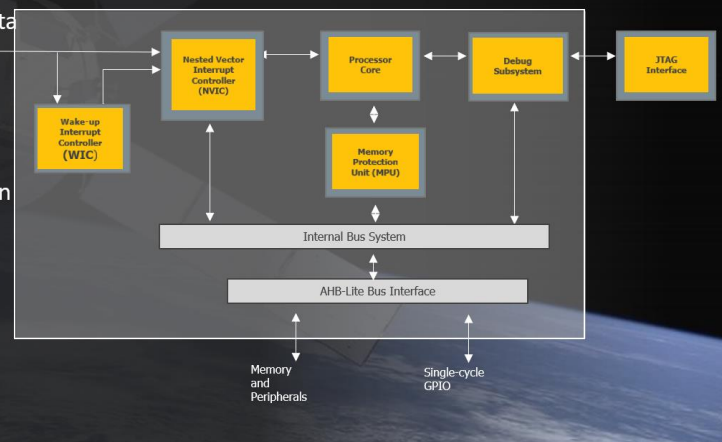 ta
n
Nested Vector
Interrupt
Controller
(NVIC)
Processor
Core
Debug
Subsystem
JTAG
Interface
Wake-up
Interrupt
Controller
(WIC)
Memory
Protection
Unit (MPU)
Internal Bus System
AHB-Lite Bus Interface
Memory
and
Peripherals
Single-cycle
GPIO